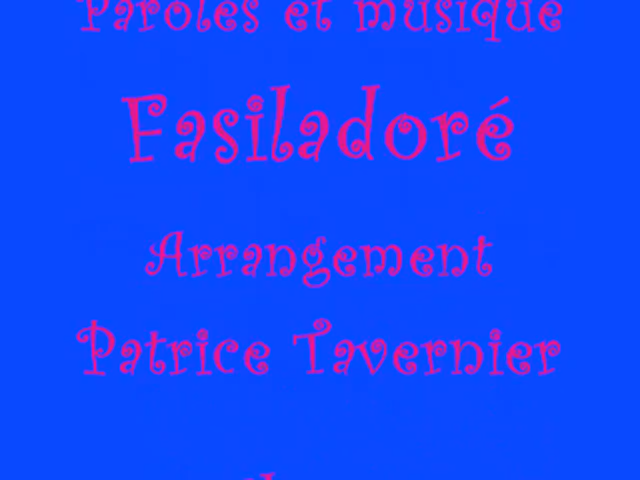 Paroles et musique
Fasiladoré
Arrangement
Patrice Tavernier